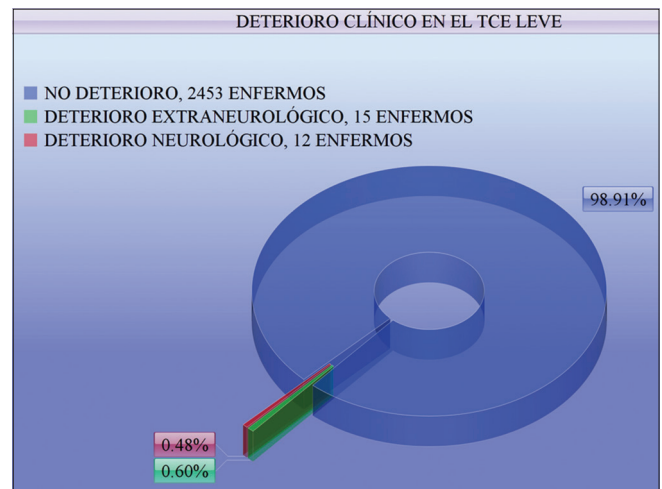 DETERIORO CLÍNICO EN EL TCE LEVE
NO DETERIORO, 2453 ENFERMOS
DETERIORO EXTRANEUROLÓGICO, 15 ENFERMOS
DETERIORO NEUROLÓGICO, 12 ENFERMOS
98.91%
0.48%
0.60%